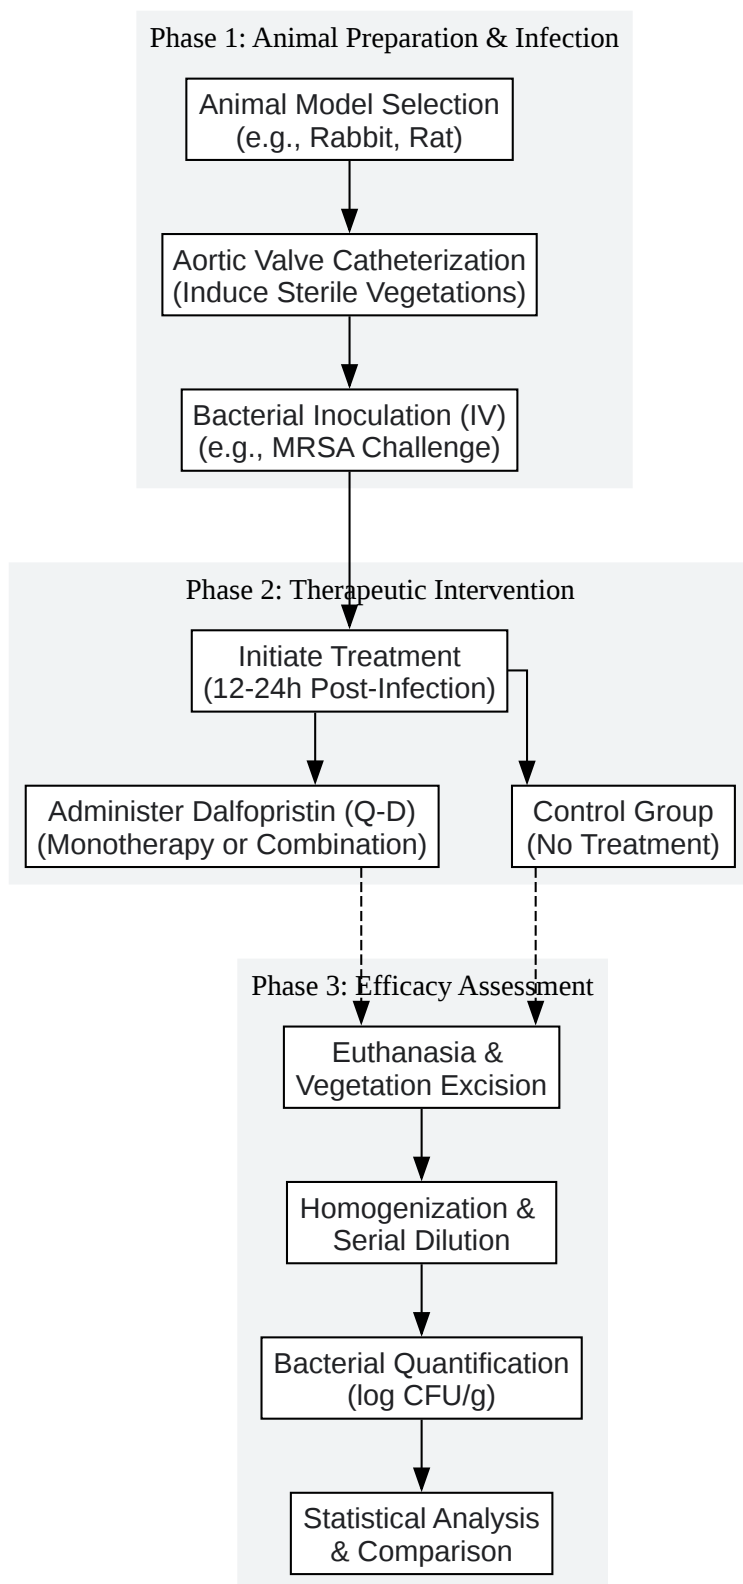 Phase 1: Animal Preparation & Infection
Animal Model Selection
(e.g., Rabbit, Rat)
Aortic Valve Catheterization
(Induce Sterile Vegetations)
Bacterial Inoculation (IV)
(e.g., MRSA Challenge)
Phase 2: Therapeutic Intervention
Initiate Treatment
(12-24h Post-Infection)
Administer Dalfopristin (Q-D)
(Monotherapy or Combination)
Control Group
(No Treatment)
Phase 3: Efficacy Assessment
Euthanasia &
Vegetation Excision
Homogenization &
Serial Dilution
Bacterial Quantification
(log CFU/g)
Statistical Analysis
& Comparison